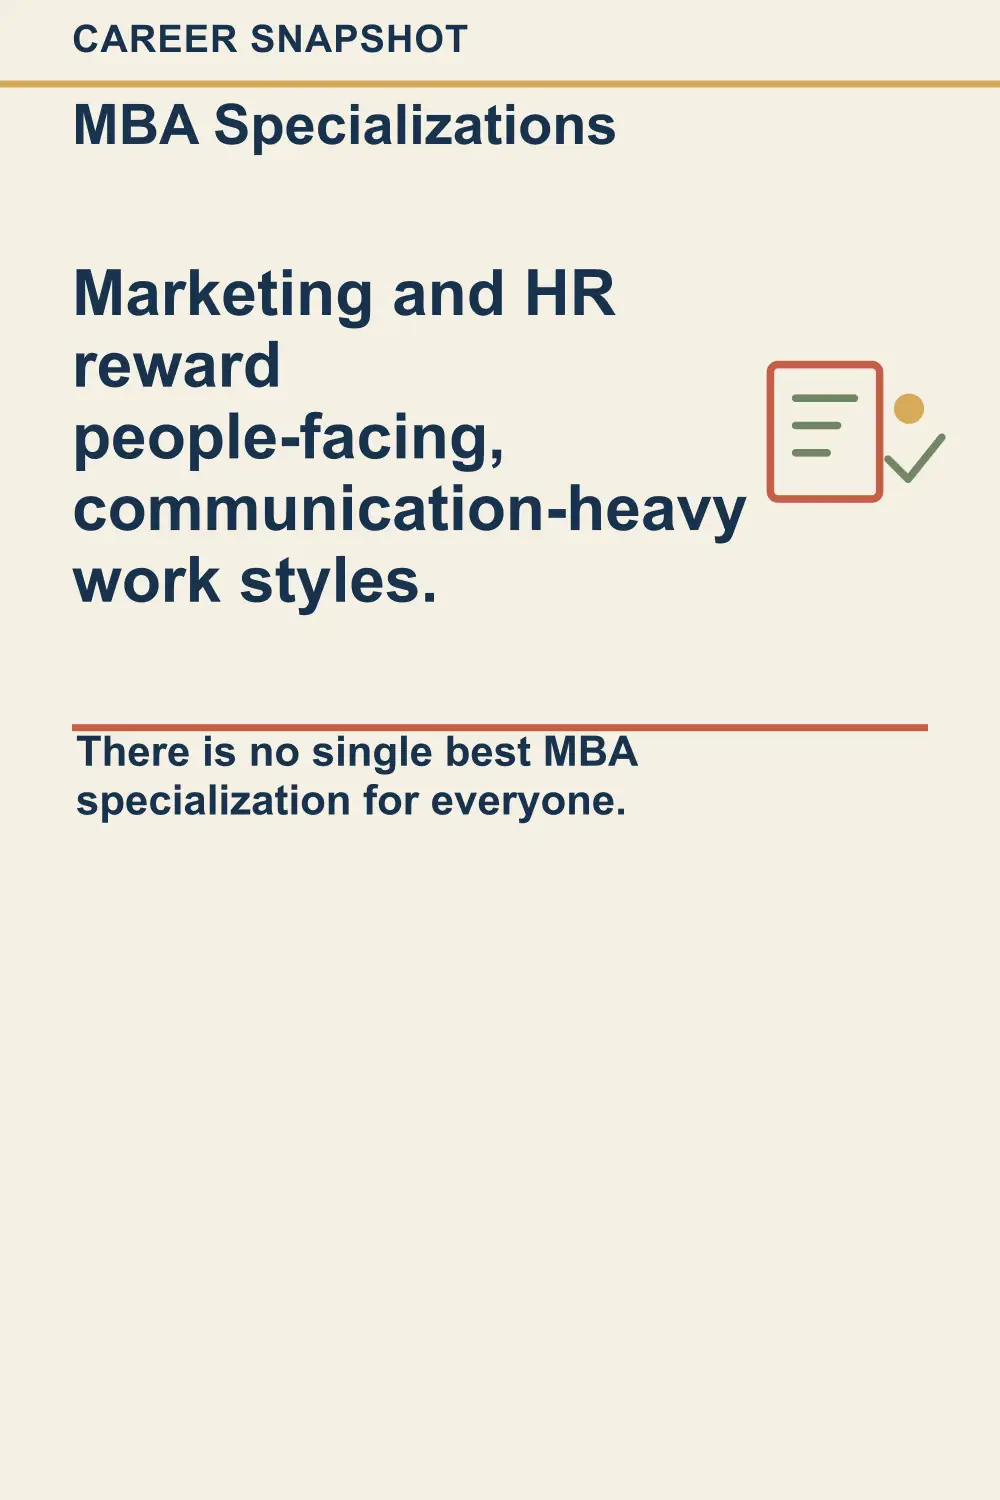 CAREER SNAPSHOT
MBA Specializations
Marketing and HR
reward
people-facing,
communication-heavy
work styles.
There is no single best MBA
specialization for everyone.